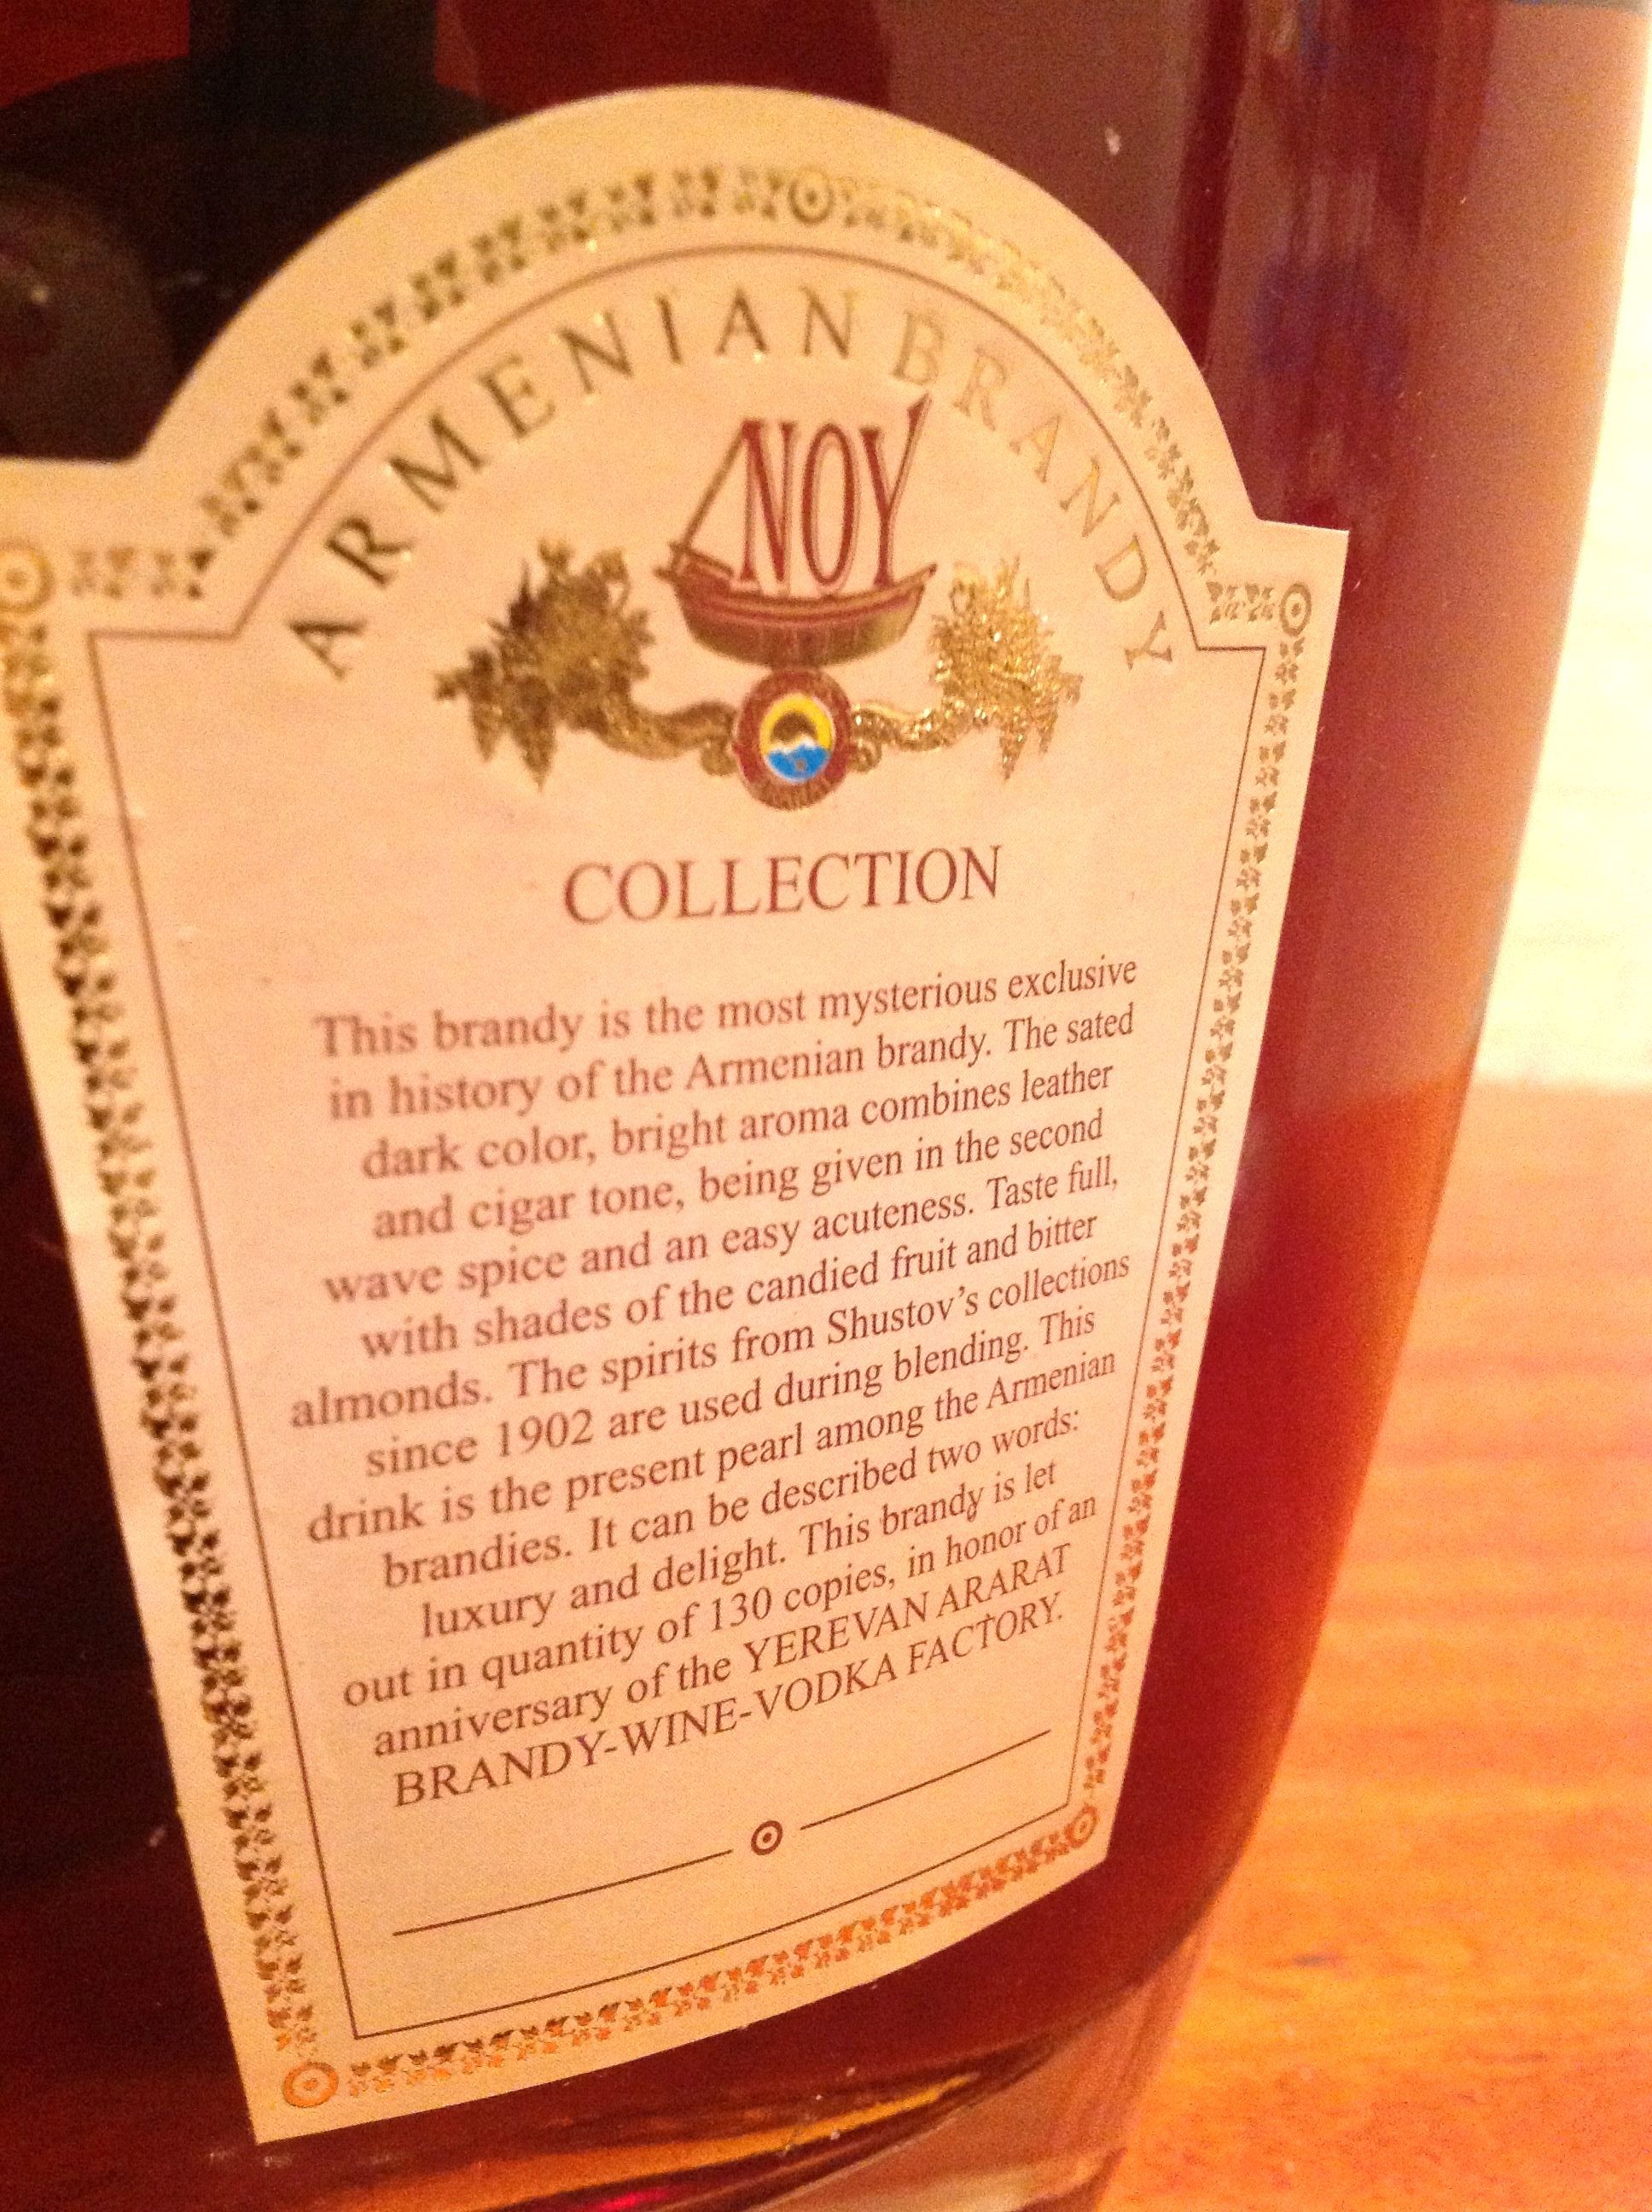 ARMENIAN BRANDY
NOY
COLLECTION
This brandy is the most mysterious exclusive
in history of the Armenian brandy. The sated
dark color, bright aroma combines leather
and cigar tone, being given in the second
wave spice and an easy acuteness. Taste full,
with shades of the candied fruit and bitter
almonds. The spirits from Shustov's collections
since 1902 are used during blending. This
drink is the present pearl among the Armenian
brandies. It can be described two words:
luxury and delight. This brandy is let
out in quantity of 130 copies, in honor of an
anniversary of the YEREVAN ARARAT
BRANDY-WINE-VODKA FACTORY.